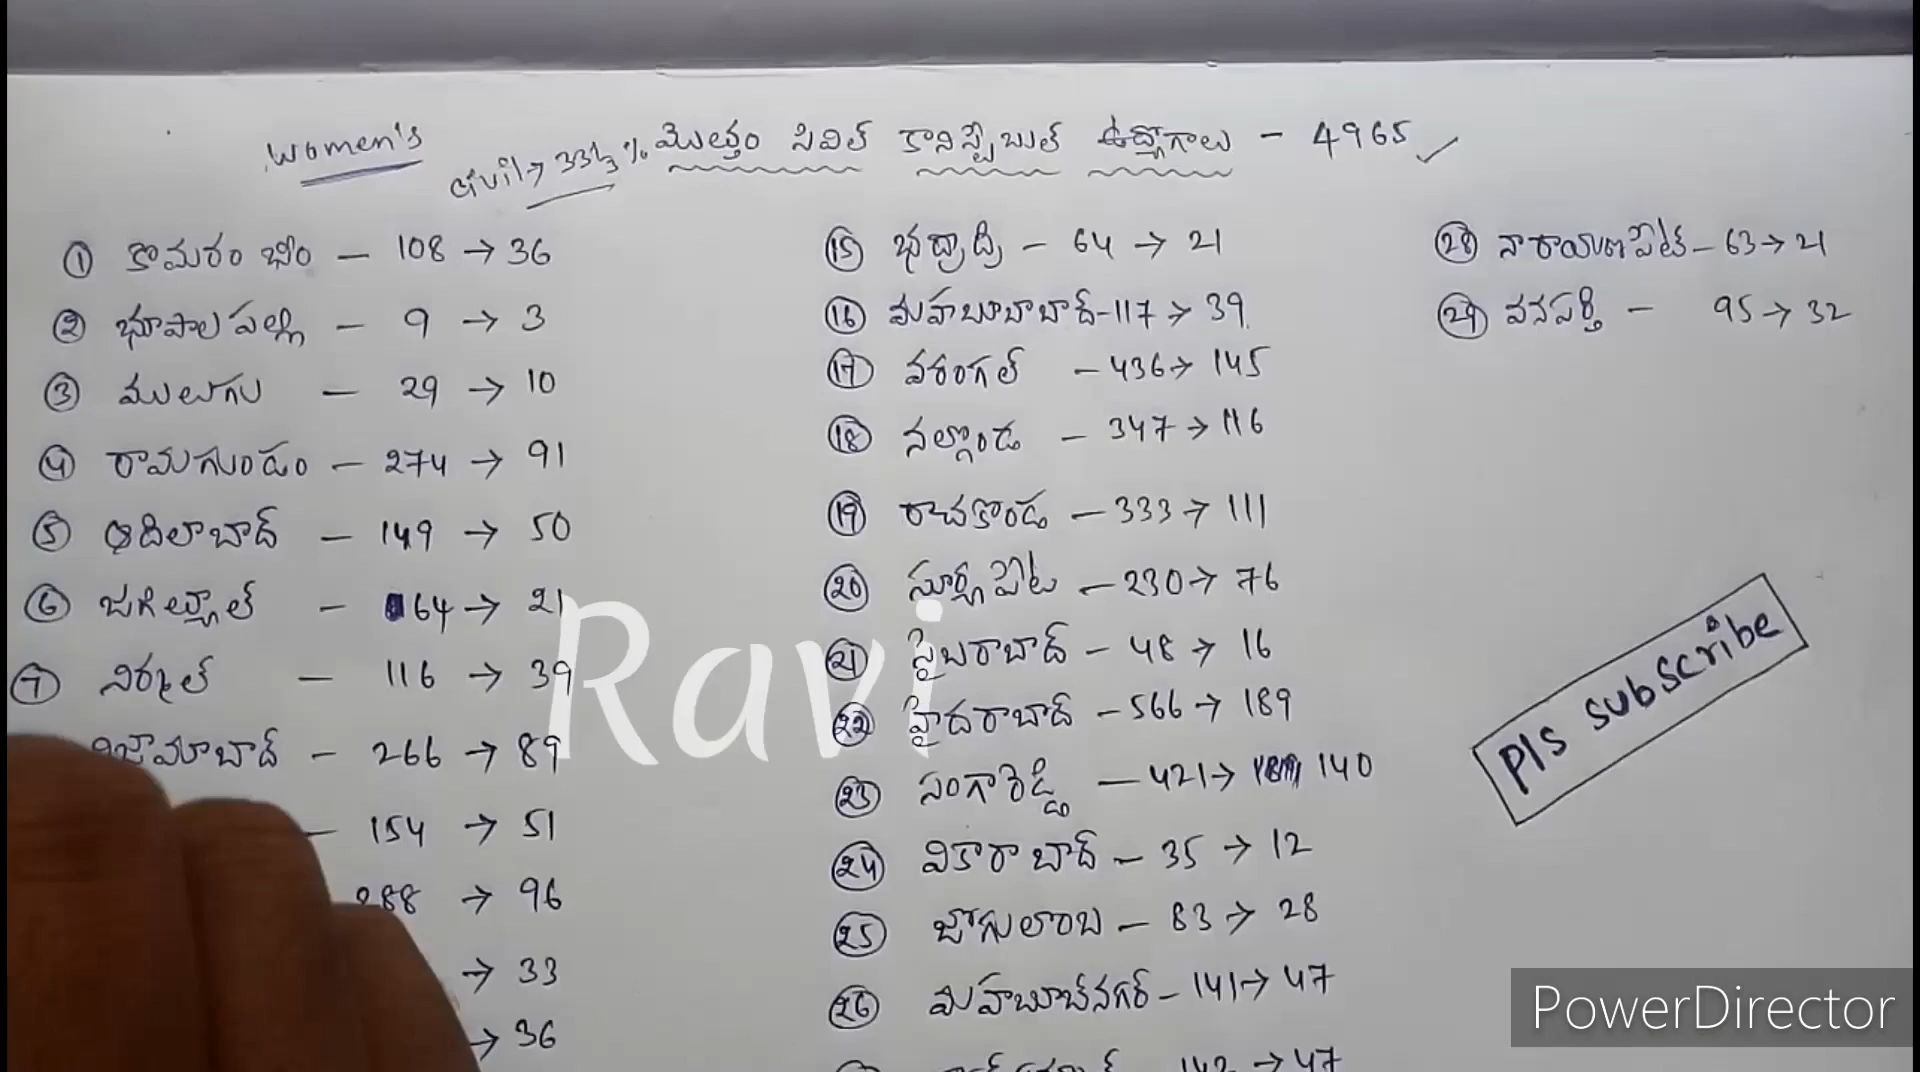 Women's
civil→ 33⅓ % మొత్తం సివిల్ కానిస్టేబుల్ ఉద్యోగాలు - 4965 ✓
① కొమరం భీం - 108 → 36
② భూపాలపల్లి - 9 → 3
③ ములుగు - 29 → 10
④ రామగుండం - 274 → 91
⑤ ఆదిలాబాద్ - 149 → 50
⑥ జగిత్యాల్ - 64 → 21
⑦ నిర్మల్ - 116 → 39
నిజామాబాద్ - 266 → 89
- 154 → 51
288 → 96
→ 33
→ 36
⑮ భద్రాద్రి - 64 → 21
⑯ మహబూబాబాద్ - 117 → 39
⑰ వరంగల్ - 436 → 145
⑱ నల్గొండ - 347 → 116
⑲ రాచకొండ - 333 → 111
⑳ సూర్యాపేట - 230 → 76
㉑ సైబరాబాద్ - 48 → 16
㉒ హైదరాబాద్ - 566 → 189
㉓ సంగారెడ్డి - 421 → 140
㉔ వికారాబాద్ - 35 → 12
㉕ జోగులాంబ - 83 → 28
㉖ మహబూబ్‌నగర్ - 141 → 47
142 → 47
㉘ నారాయణపేట్ - 63 → 21
㉙ వనపర్తి - 95 → 32
Pls subscribe
Ravi
PowerDirector